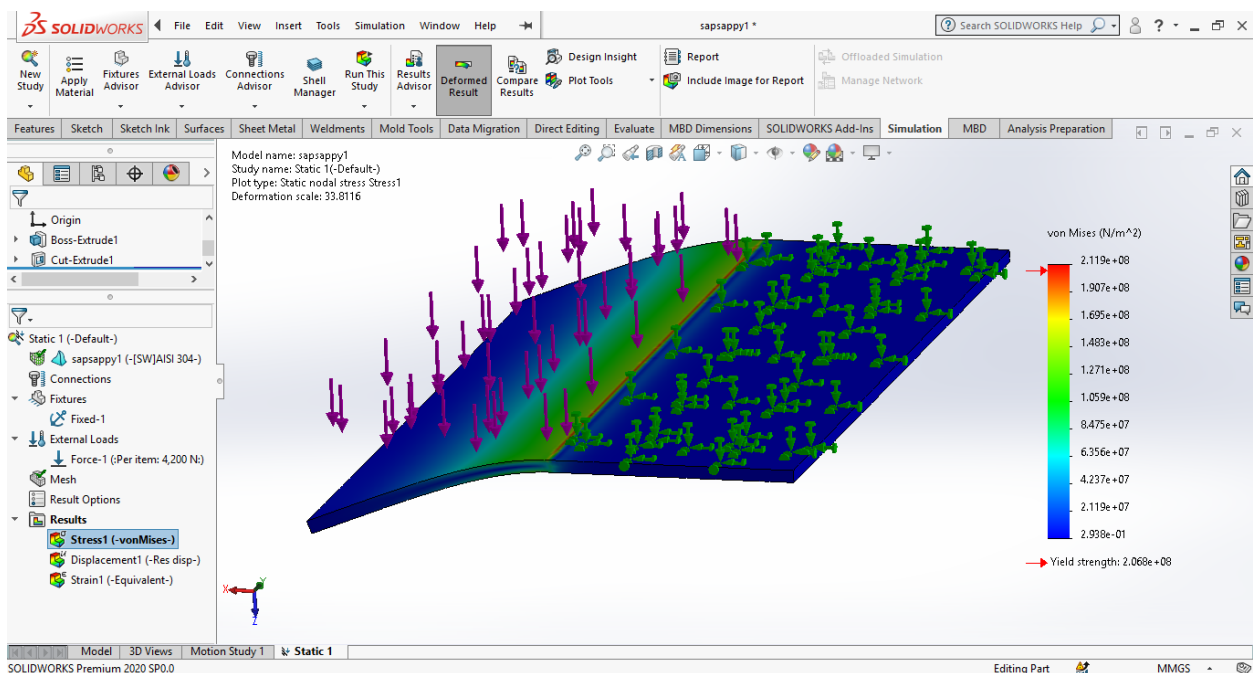 SOLIDWORKS File Edit View Insert Tools Simulation Window Help sapsappy1 * Search SOLIDWORKS Help ?
New Study
Apply Material
Fixtures Advisor
External Loads Advisor
Connections Advisor
Shell Manager
Run This Study
Results Advisor
Deformed Result
Compare Results
Design Insight
Plot Tools
Report
Include Image for Report
Offloaded Simulation
Manage Network
Features Sketch Sketch Ink Surfaces Sheet Metal Weldments Mold Tools Data Migration Direct Editing Evaluate MBD Dimensions SOLIDWORKS Add-Ins Simulation MBD Analysis Preparation
Origin
Boss-Extrude1
Cut-Extrude1
Static 1 (-Default-)
sapsappy1 (-[SW]AISI 304-)
Connections
Fixtures
Fixed-1
External Loads
Force-1 (:Per item: 4,200 N:)
Mesh
Result Options
Results
Stress1 (-vonMises-)
Displacement1 (-Res disp-)
Strain1 (-Equivalent-)
Model name: sapsappy1
Study name: Static 1(-Default-)
Plot type: Static nodal stress Stress1
Deformation scale: 33.8116
von Mises (N/m^2)
2.119e+08
1.907e+08
1.695e+08
1.483e+08
1.271e+08
1.059e+08
8.475e+07
6.356e+07
4.237e+07
2.119e+07
2.938e-01
Yield strength: 2.068e+08
X Y Z
Model 3D Views Motion Study 1 Static 1
SOLIDWORKS Premium 2020 SP0.0 Editing Part MMGS